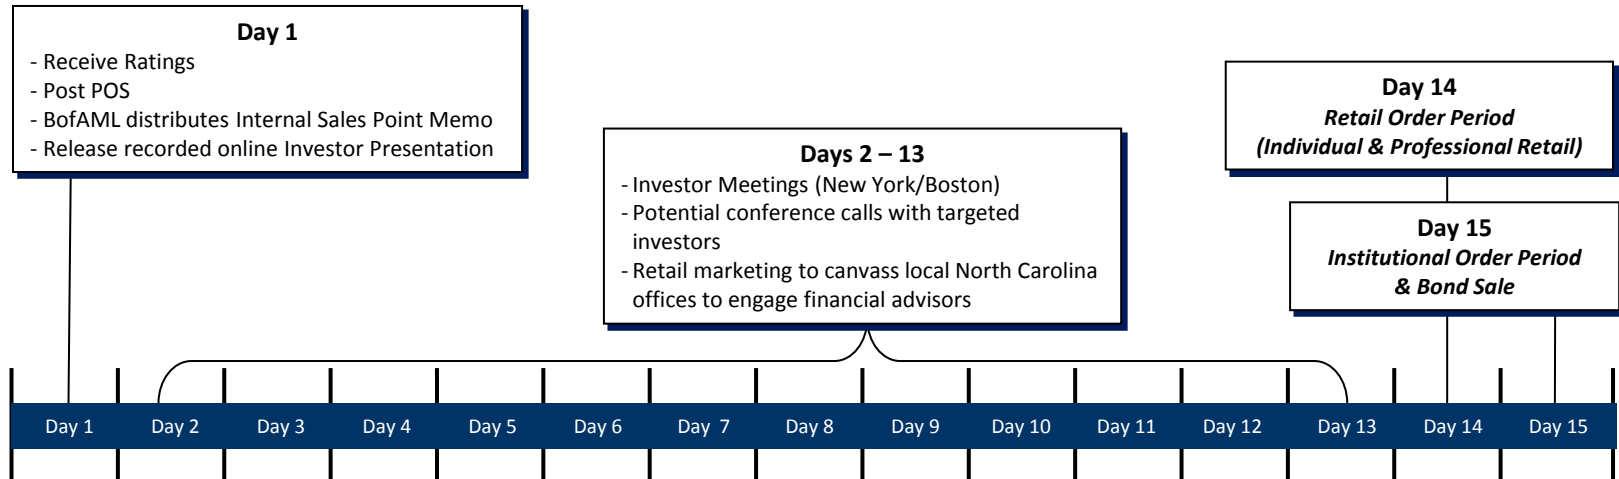 Day 1
- Receive Ratings
- Post POS
- BofAML distributes Internal Sales Point Memo
- Release recorded online Investor Presentation
Days 2 – 13
- Investor Meetings (New York/Boston)
- Potential conference calls with targeted
investors
- Retail marketing to canvass local North Carolina
offices to engage financial advisors
Day 14
Retail Order Period
(Individual & Professional Retail)
Day 15
Institutional Order Period
& Bond Sale
Day 1 Day 2 Day 3 Day 4 Day 5 Day 6 Day 7 Day 8 Day 9 Day 10 Day 11 Day 12 Day 13 Day 14 Day 15